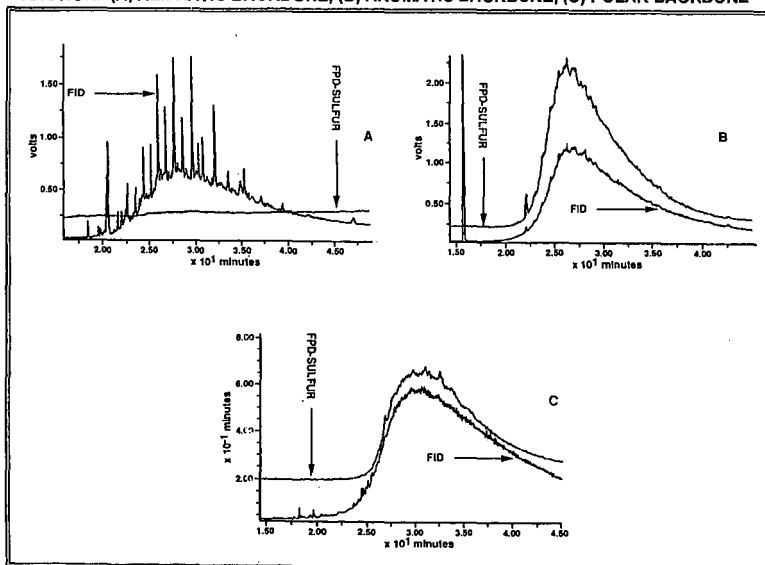 (A) ALIPHATIC BACKBONE, (B) AROMATIC BACKBONE, (C) POLAR BACKBONE
1.50
1.00
0.50
volts
FID
FPD-SULFUR
A
2.00 2.50 3.00 3.50 4.00 4.50
x 10¹ minutes
2.00
1.50
1.00
0.50
volts
FPD-SULFUR
B
FID
1.50 2.00 2.50 3.00 3.50 4.00
x 10¹ minutes
8.00
6.00
2.00
x 10⁻¹ minutes
FPD-SULFUR
C
FID
1.50 2.00 2.50 3.00 3.50 4.00 4.50
x 10¹ minutes